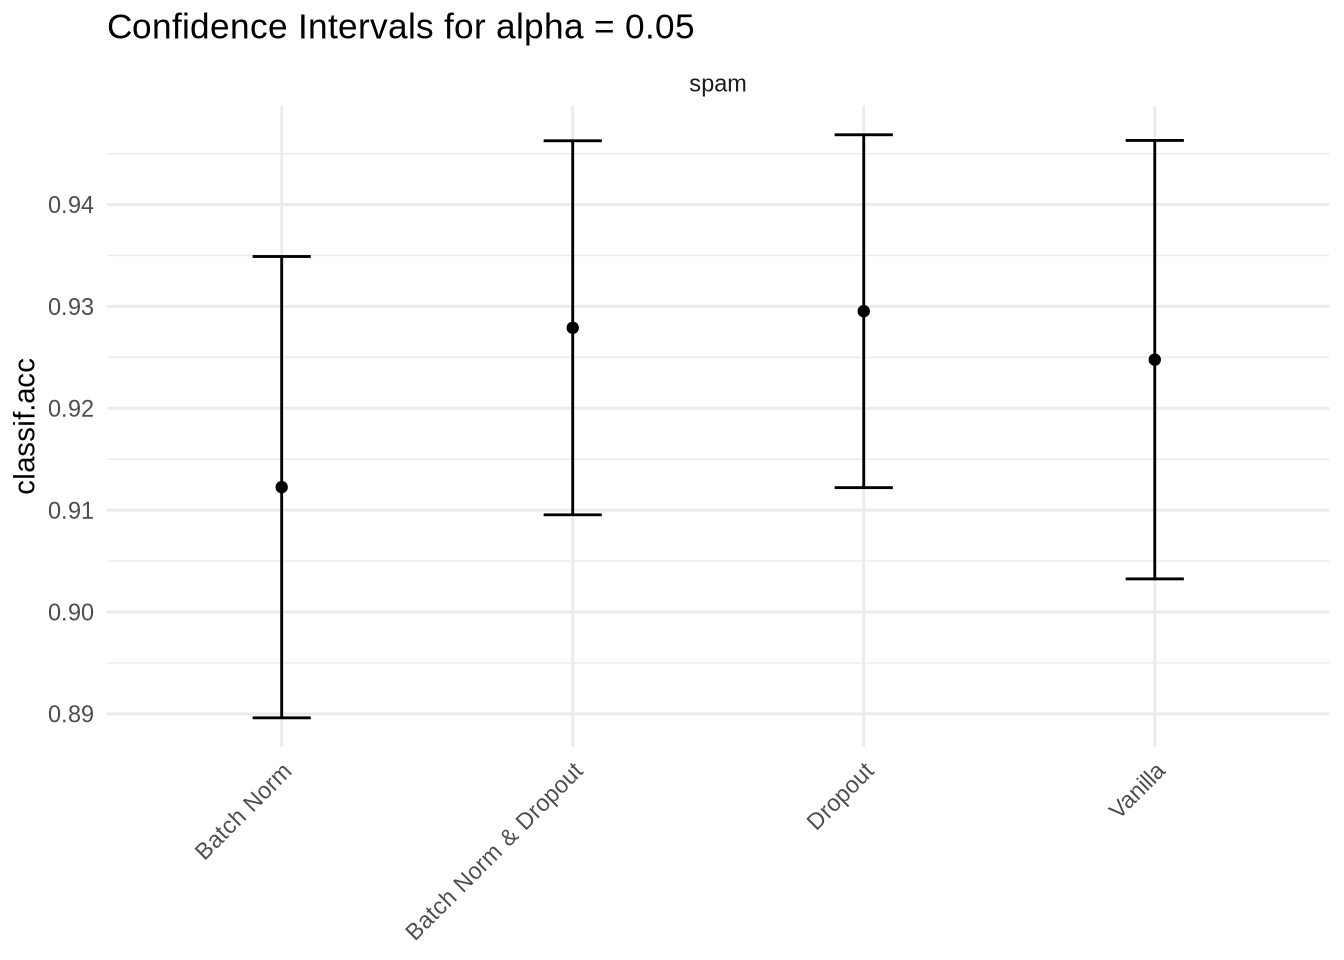 Confidence Intervals for alpha = 0.05
spam
classif.acc
0.94
0.93
0.92
0.91
0.90
0.89
Batch Norm
Batch Norm & Dropout
Dropout
Vanilla